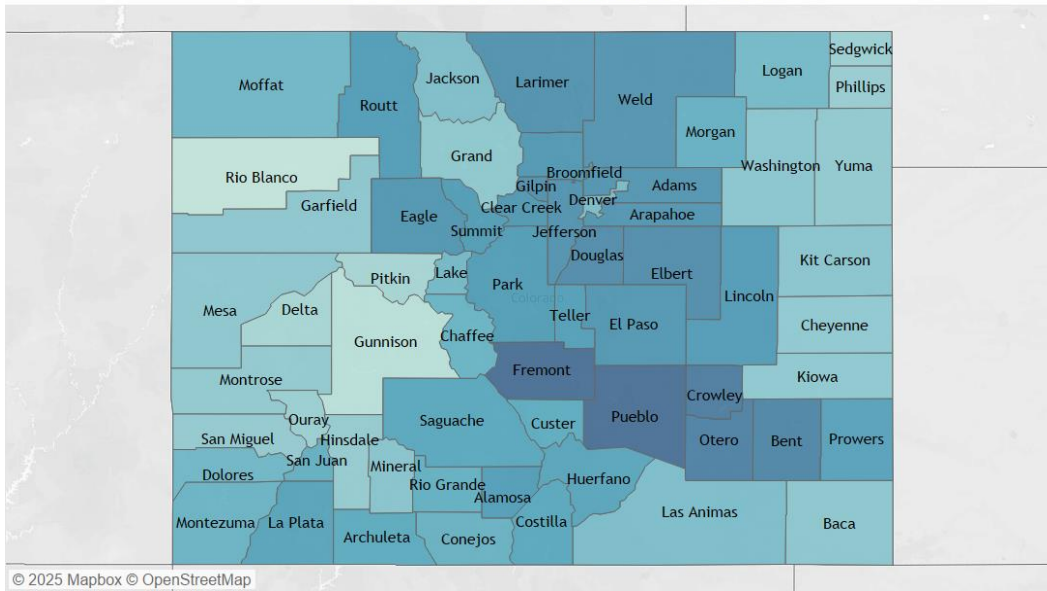 Sedgwick
Jackson
Logan
Moffat
Larimer
Phillips
Weld
Routt
Morgan
Grand
Washington
Yuma
Broomfield
Rio Blanco
Gilpin
Adams
Denver
Garfield
Clear Creek
Eagle
Arapahoe
Summit
Jefferson
Douglas
Kit Carson
Lake
Elbert
Pitkin
Park
Lincoln
Colorado
Mesa
Delta
Teller
El Paso
Cheyenne
Chaffee
Gunnison
Fremont
Kiowa
Montrose
Crowley
Pueblo
Ouray
Saguache
Custer
San Miguel
Hinsdale
Otero
Bent
Prowers
San Juan
Mineral
Dolores
Huerfano
Rio Grande
Alamosa
Las Animas
Montezuma
La Plata
Costilla
Baca
Archuleta
Conejos
© 2025 Mapbox © OpenStreetMap